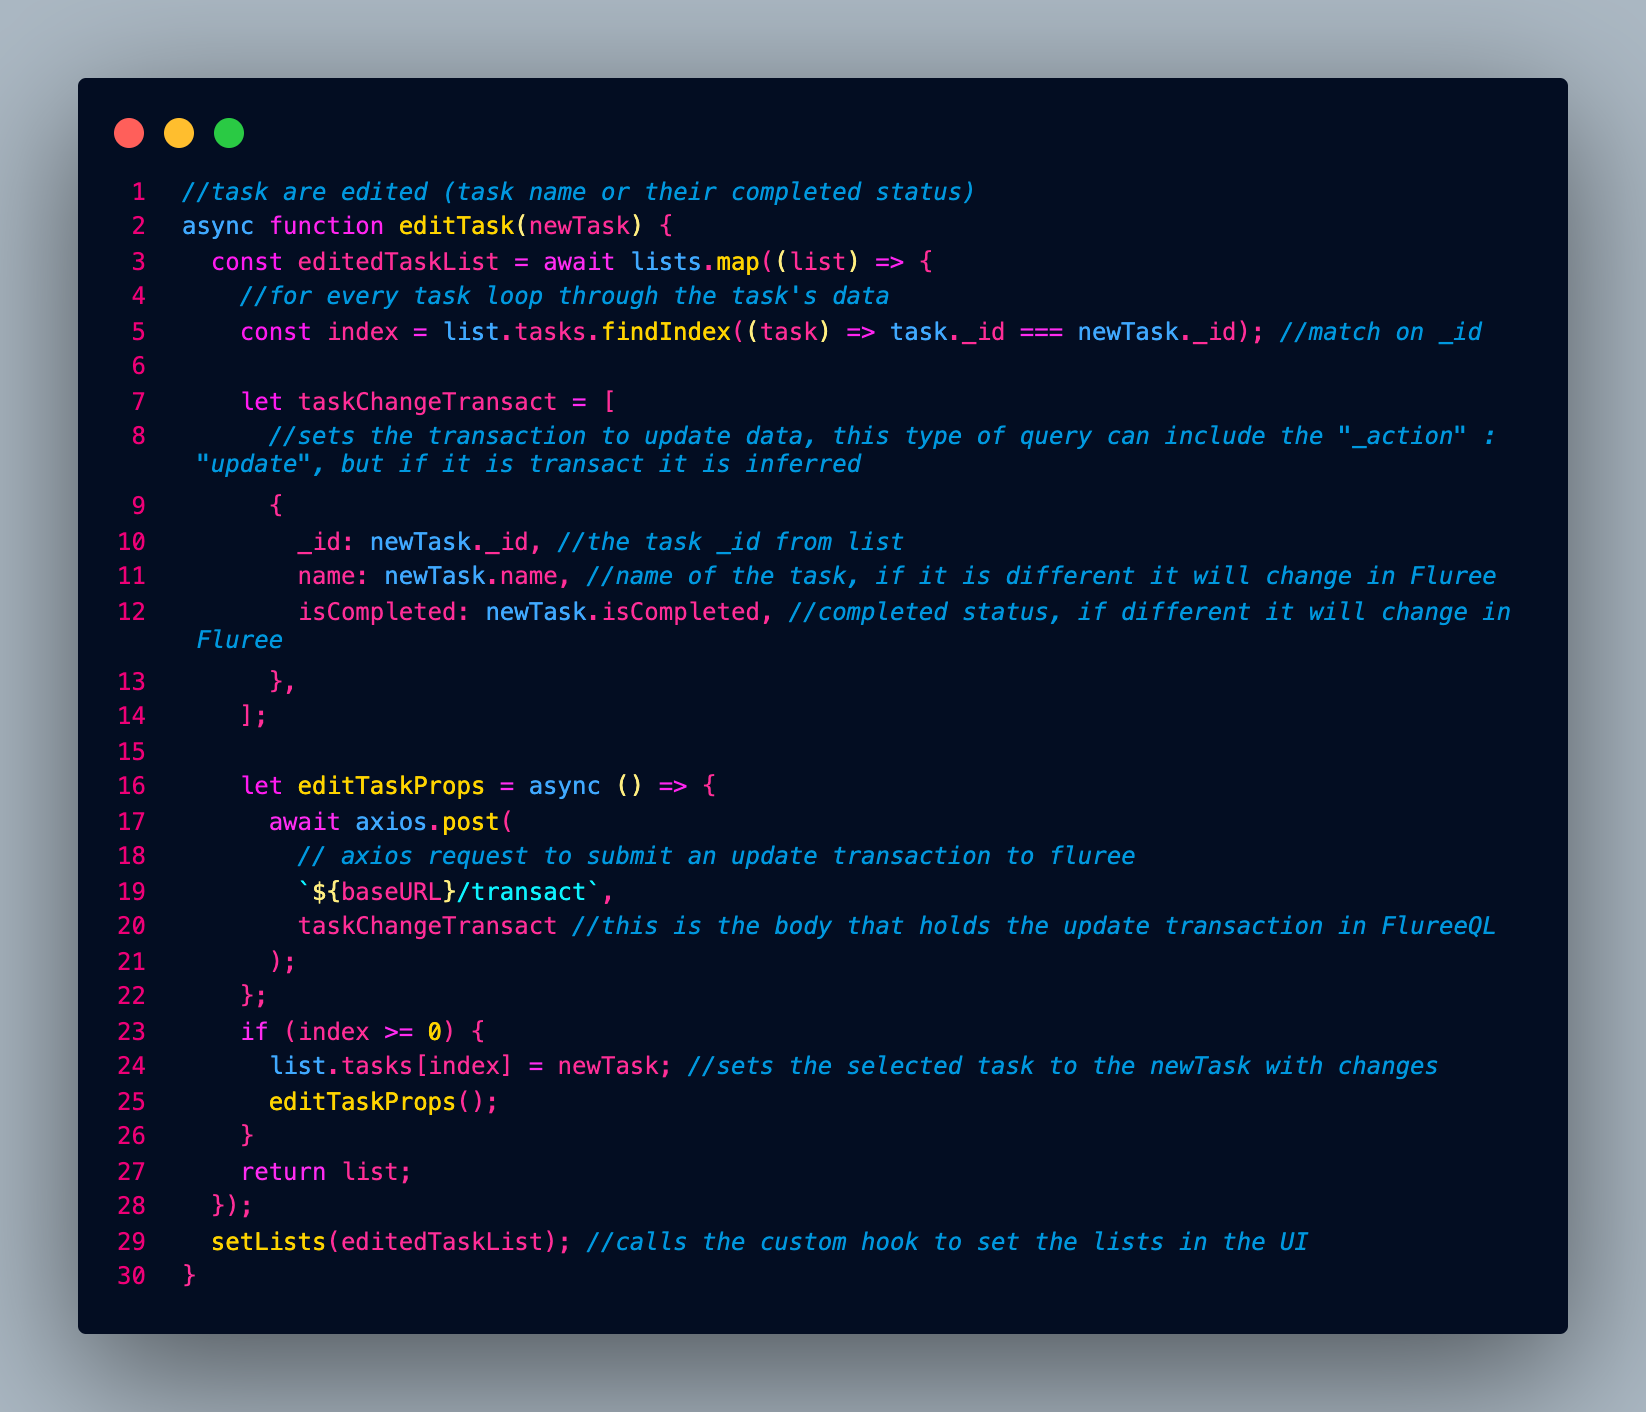 1 //task are edited (task name or their completed status)
2 async function editTask(newTask) {
3   const editedTaskList = await lists.map((list) => {
4     //for every task loop through the task's data
5     const index = list.tasks.findIndex((task) => task._id === newTask._id); //match on _id
6
7     let taskChangeTransact = [
8       //sets the transaction to update data, this type of query can include the "_action" :
"update", but if it is transact it is inferred
9       {
10         _id: newTask._id, //the task _id from list
11         name: newTask.name, //name of the task, if it is different it will change in Fluree
12         isCompleted: newTask.isCompleted, //completed status, if different it will change in
Fluree
13       },
14     ];
15
16     let editTaskProps = async () => {
17       await axios.post(
18         // axios request to submit an update transaction to fluree
19         `${baseURL}/transact`,
20         taskChangeTransact //this is the body that holds the update transaction in FlureeQL
21       );
22     };
23     if (index >= 0) {
24       list.tasks[index] = newTask; //sets the selected task to the newTask with changes
25       editTaskProps();
26     }
27     return list;
28   });
29   setLists(editedTaskList); //calls the custom hook to set the lists in the UI
30 }